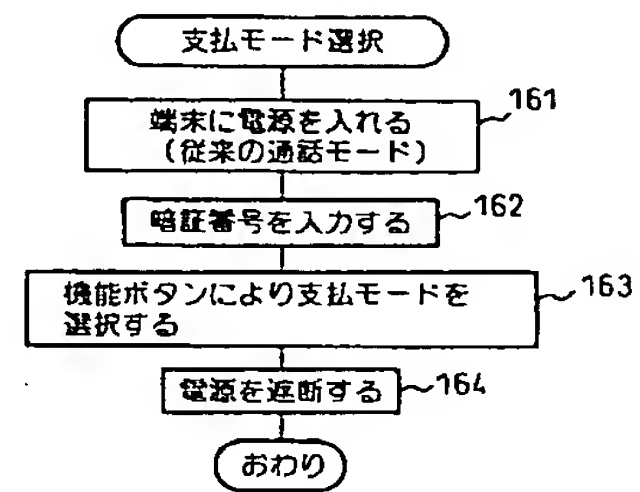 支払モード選択
端末に電源を入れる
(従来の通話モード)
161
暗証番号を入力する
162
機能ボタンにより支払モードを
選択する
163
電源を遮断する
164
おわり